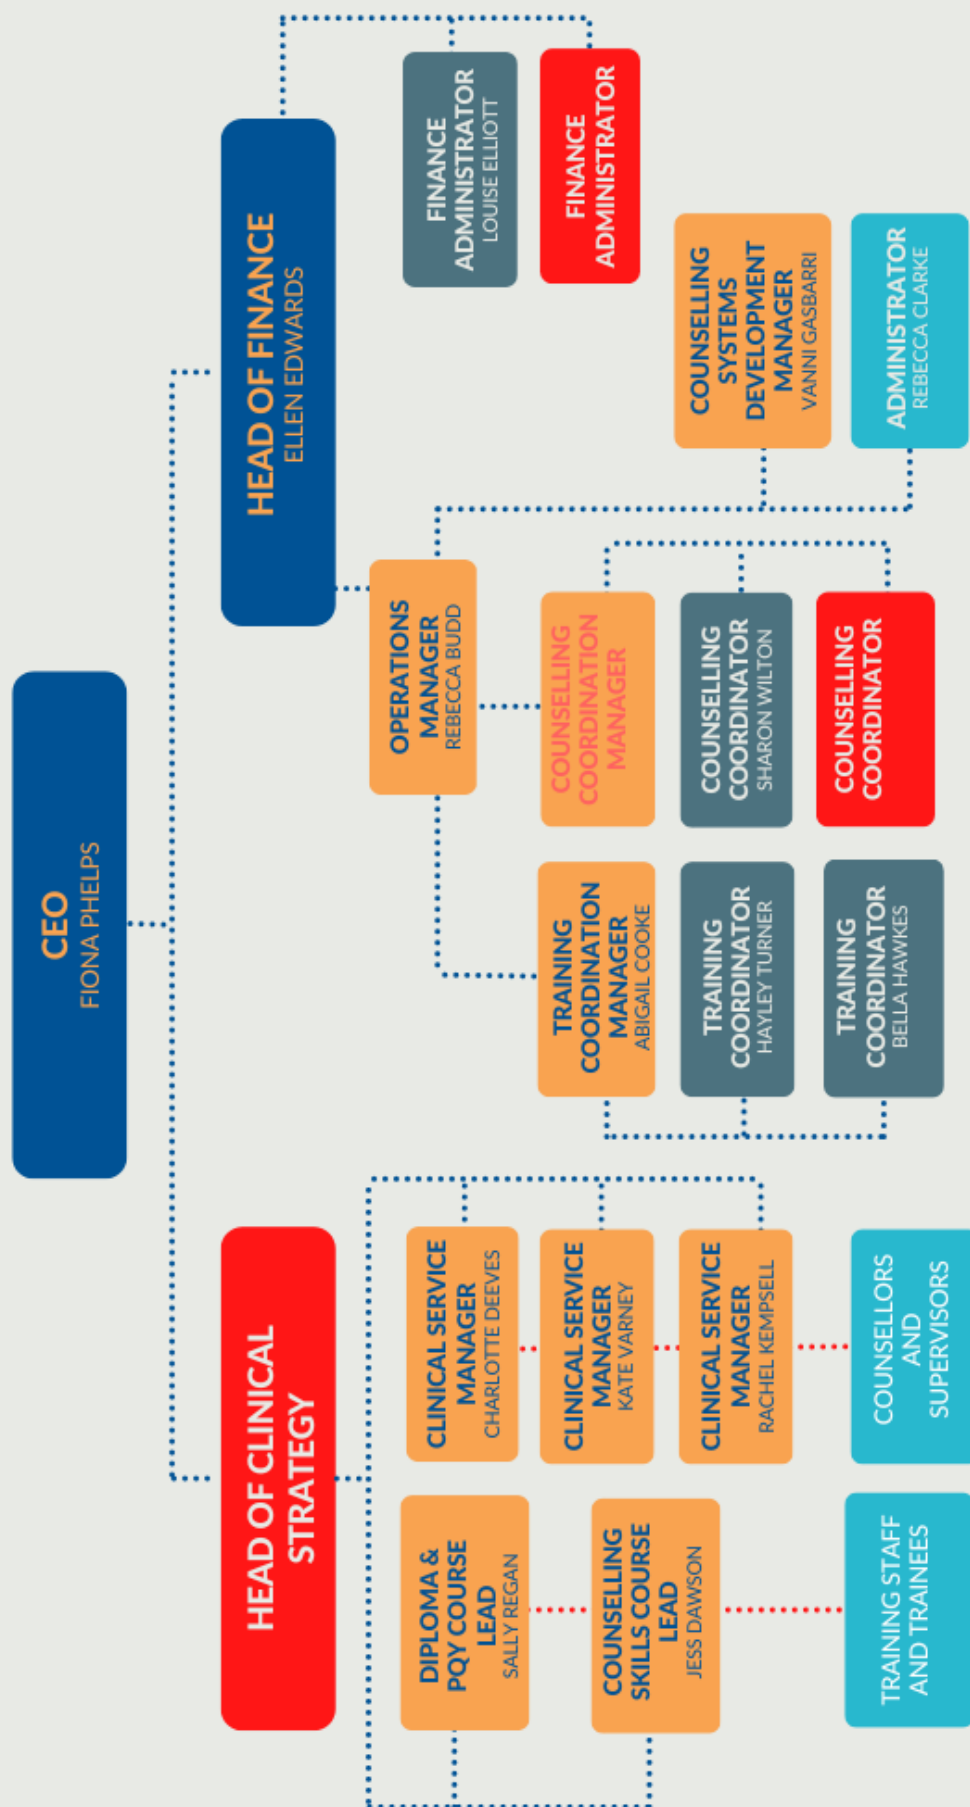 CEO
FIONA PHELPS
HEAD OF CLINICAL
STRATEGY
HEAD OF FINANCE
ELLEN EDWARDS
DIPLOMA &
PQY COURSE
LEAD
SALLY REGAN
COUNSELLING
SKILLS COURSE
LEAD
JESS DAWSON
TRAINING STAFF
AND TRAINEES
CLINICAL SERVICE
MANAGER
CHARLOTTE DEEVES
CLINICAL SERVICE
MANAGER
KATE VARNEY
CLINICAL SERVICE
MANAGER
RACHEL KEMPSELL
COUNSELLORS
AND
SUPERVISORS
OPERATIONS
MANAGER
REBECCA BUDD
TRAINING
COORDINATION
MANAGER
ABIGAIL COOKE
TRAINING
COORDINATOR
HAYLEY TURNER
TRAINING
COORDINATOR
BELLA HAWKES
COUNSELLING
COORDINATION
MANAGER
COUNSELLING
COORDINATOR
SHARON WILTON
COUNSELLING
COORDINATOR
COUNSELLING
SYSTEMS
DEVELOPMENT
MANAGER
VANNI GASBARRI
ADMINISTRATOR
REBECCA CLARKE
FINANCE
ADMINISTRATOR
LOUISE ELLIOTT
FINANCE
ADMINISTRATOR